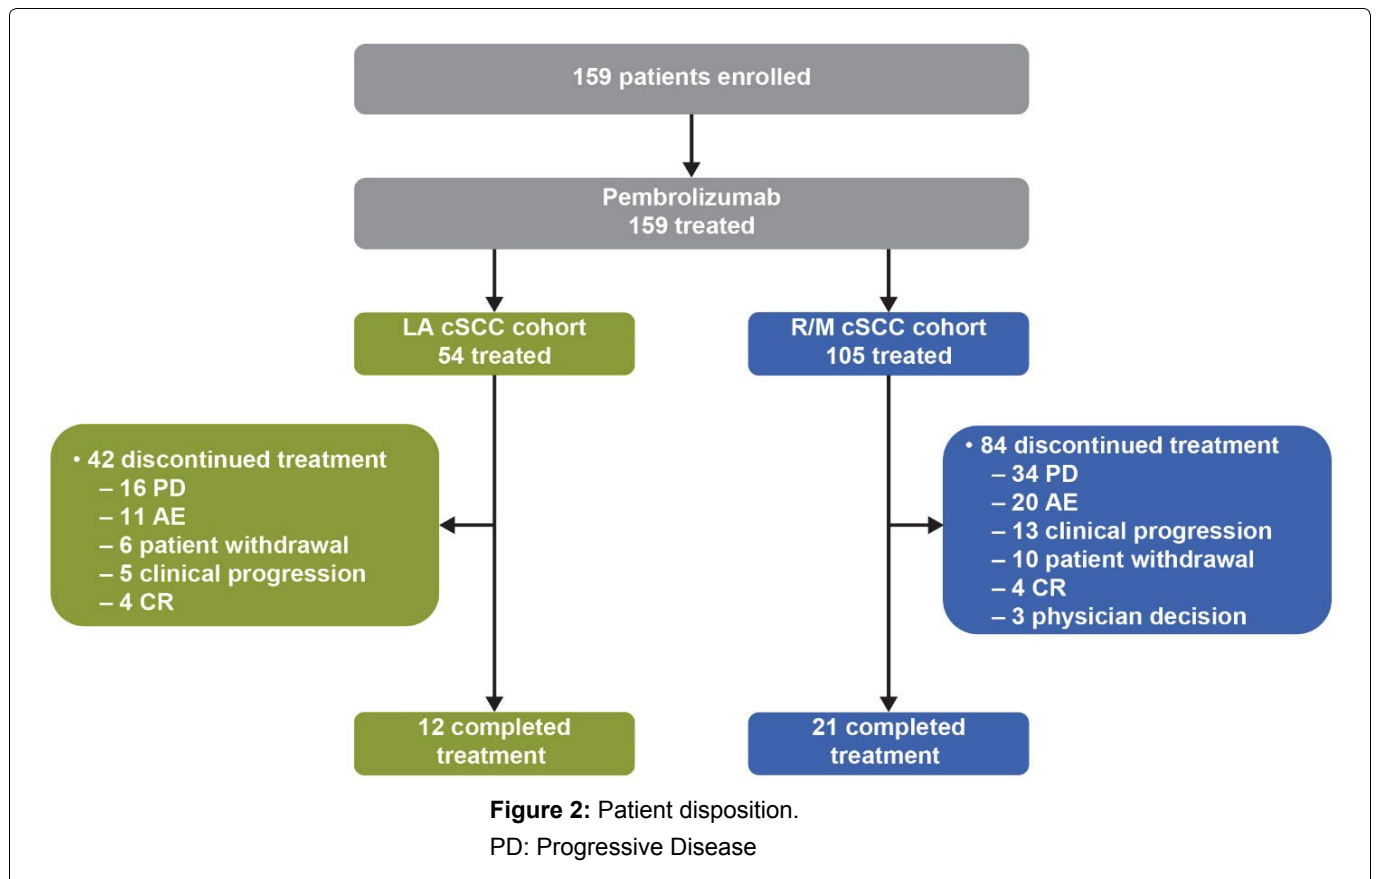 159 patients enrolled
Pembrolizumab
159 treated
LA cSCC cohort
54 treated
R/M cSCC cohort
105 treated
• 42 discontinued treatment
– 16 PD
– 11 AE
– 6 patient withdrawal
– 5 clinical progression
– 4 CR
• 84 discontinued treatment
– 34 PD
– 20 AE
– 13 clinical progression
– 10 patient withdrawal
– 4 CR
– 3 physician decision
12 completed
treatment
21 completed
treatment
Figure 2: Patient disposition.
PD: Progressive Disease